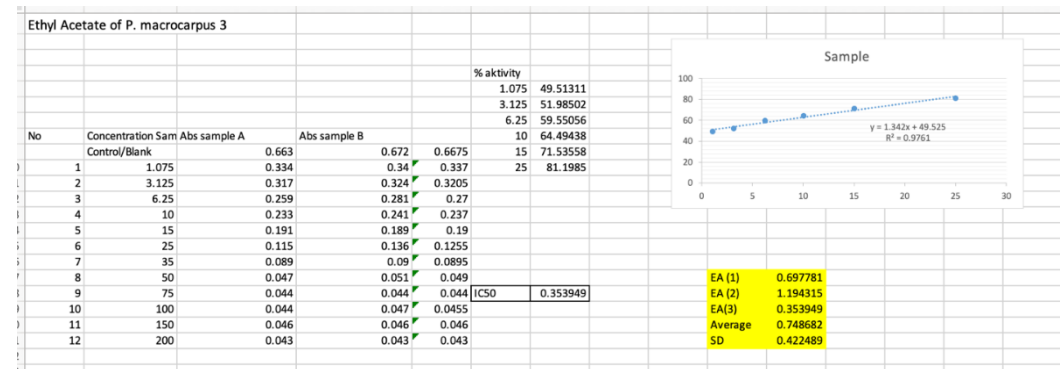 Ethyl Acetate of P. macrocarpus 3
% aktivity
1.075 49.51311
3.125 51.98502
6.25 59.55056
No Concentration Sam Abs sample A Abs sample B 10 64.49438
Control/Blank 0.663 0.672 0.6675 15 71.53558
1 1.075 0.334 0.34 0.337 25 81.1985
2 3.125 0.317 0.324 0.3205
3 6.25 0.259 0.281 0.27
4 10 0.233 0.241 0.237
5 15 0.191 0.189 0.19
6 25 0.115 0.136 0.1255
7 35 0.089 0.09 0.0895
8 50 0.047 0.051 0.049
9 75 0.044 0.044 0.044 IC50 0.353949
10 100 0.044 0.047 0.0455
11 150 0.046 0.046 0.046
12 200 0.043 0.043 0.043
Sample
100
80
60
40
20
0
0 5 10 15 20 25 30
y = 1.342x + 49.525
R² = 0.9761
EA (1) 0.697781
EA (2) 1.194315
EA(3) 0.353949
Average 0.748682
SD 0.422489